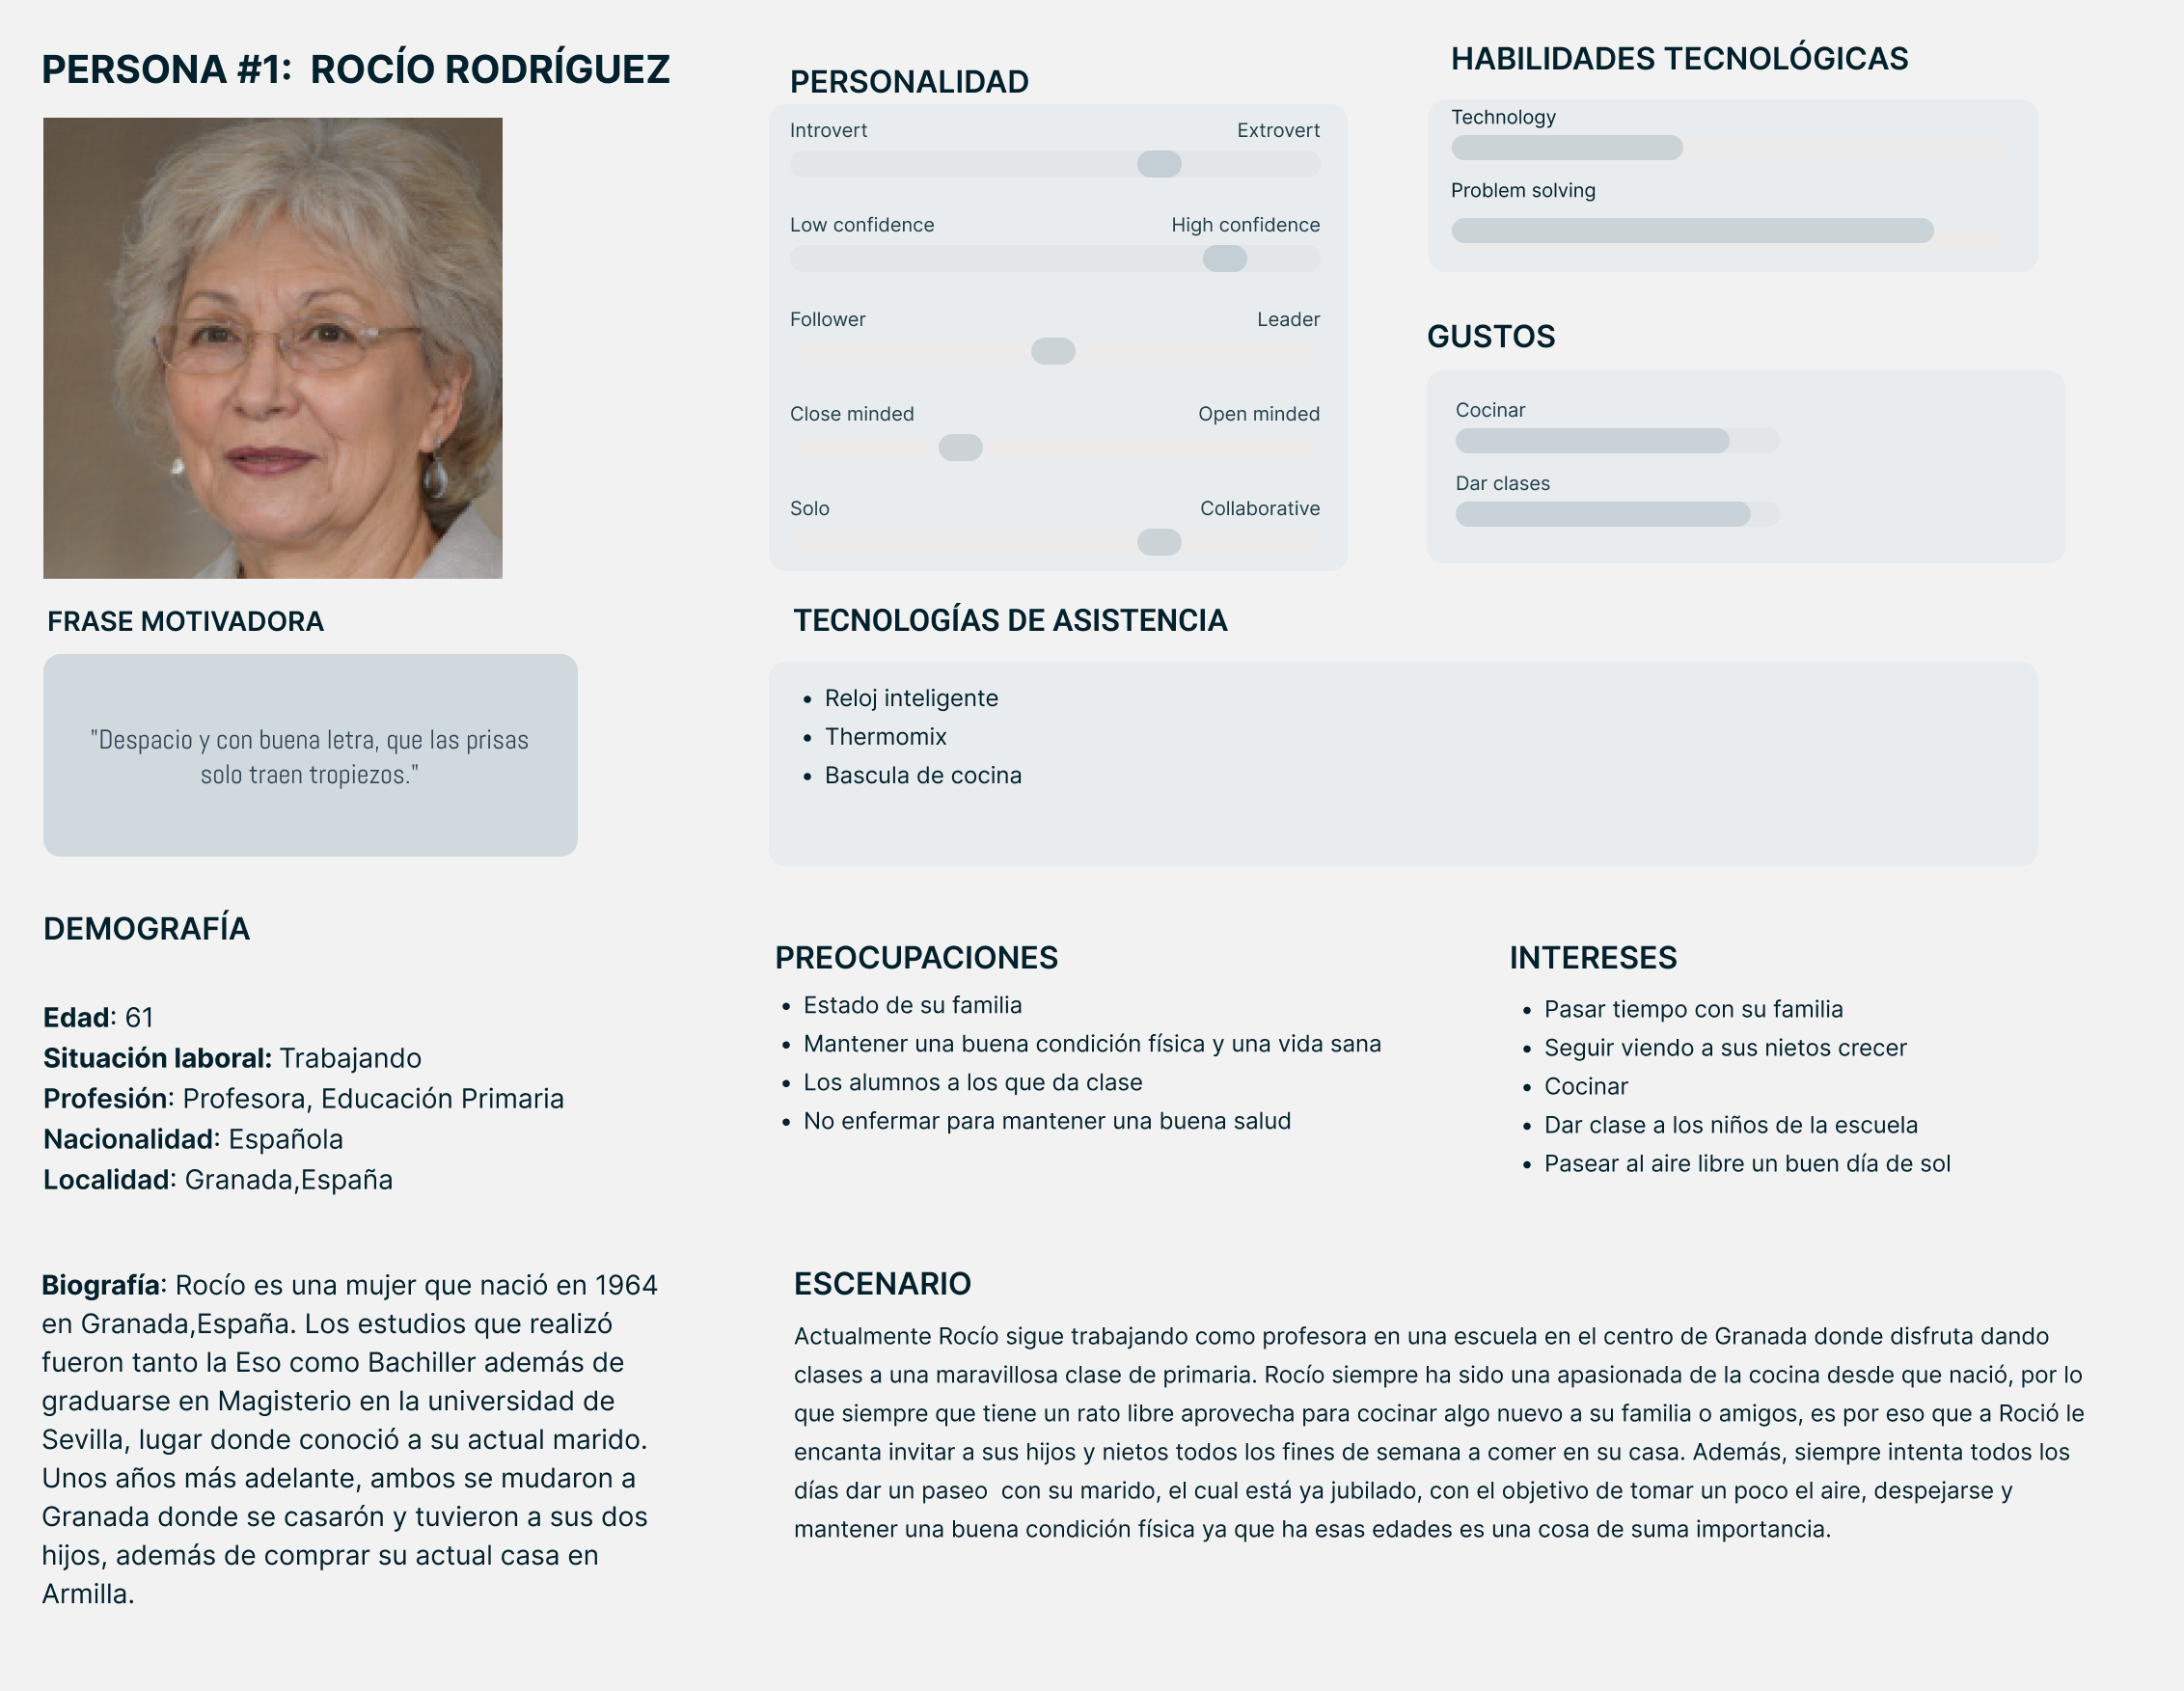 PERSONA #1: ROCÍO RODRÍGUEZ
FRASE MOTIVADORA
"Despacio y con buena letra, que las prisas
solo traen tropiezos."
DEMOGRAFÍA
Edad: 61
Situación laboral: Trabajando
Profesión: Profesora, Educación Primaria
Nacionalidad: Española
Localidad: Granada,España
Biografía: Rocío es una mujer que nació en 1964
en Granada,España. Los estudios que realizó
fueron tanto la Eso como Bachiller además de
graduarse en Magisterio en la universidad de
Sevilla, lugar donde conoció a su actual marido.
Unos años más adelante, ambos se mudaron a
Granada donde se casarón y tuvieron a sus dos
hijos, además de comprar su actual casa en
Armilla.
PERSONALIDAD
Introvert Extrovert
Low confidence High confidence
Follower Leader
Close minded Open minded
Solo Collaborative
HABILIDADES TECNOLÓGICAS
Technology
Problem solving
GUSTOS
Cocinar
Dar clases
TECNOLOGÍAS DE ASISTENCIA
• Reloj inteligente
• Thermomix
• Bascula de cocina
PREOCUPACIONES
• Estado de su familia
• Mantener una buena condición física y una vida sana
• Los alumnos a los que da clase
• No enfermar para mantener una buena salud
INTERESES
• Pasar tiempo con su familia
• Seguir viendo a sus nietos crecer
• Cocinar
• Dar clase a los niños de la escuela
• Pasear al aire libre un buen día de sol
ESCENARIO
Actualmente Rocío sigue trabajando como profesora en una escuela en el centro de Granada donde disfruta dando
clases a una maravillosa clase de primaria. Rocío siempre ha sido una apasionada de la cocina desde que nació, por lo
que siempre que tiene un rato libre aprovecha para cocinar algo nuevo a su familia o amigos, es por eso que a Roció le
encanta invitar a sus hijos y nietos todos los fines de semana a comer en su casa. Además, siempre intenta todos los
días dar un paseo  con su marido, el cual está ya jubilado, con el objetivo de tomar un poco el aire, despejarse y
mantener una buena condición física ya que ha esas edades es una cosa de suma importancia.